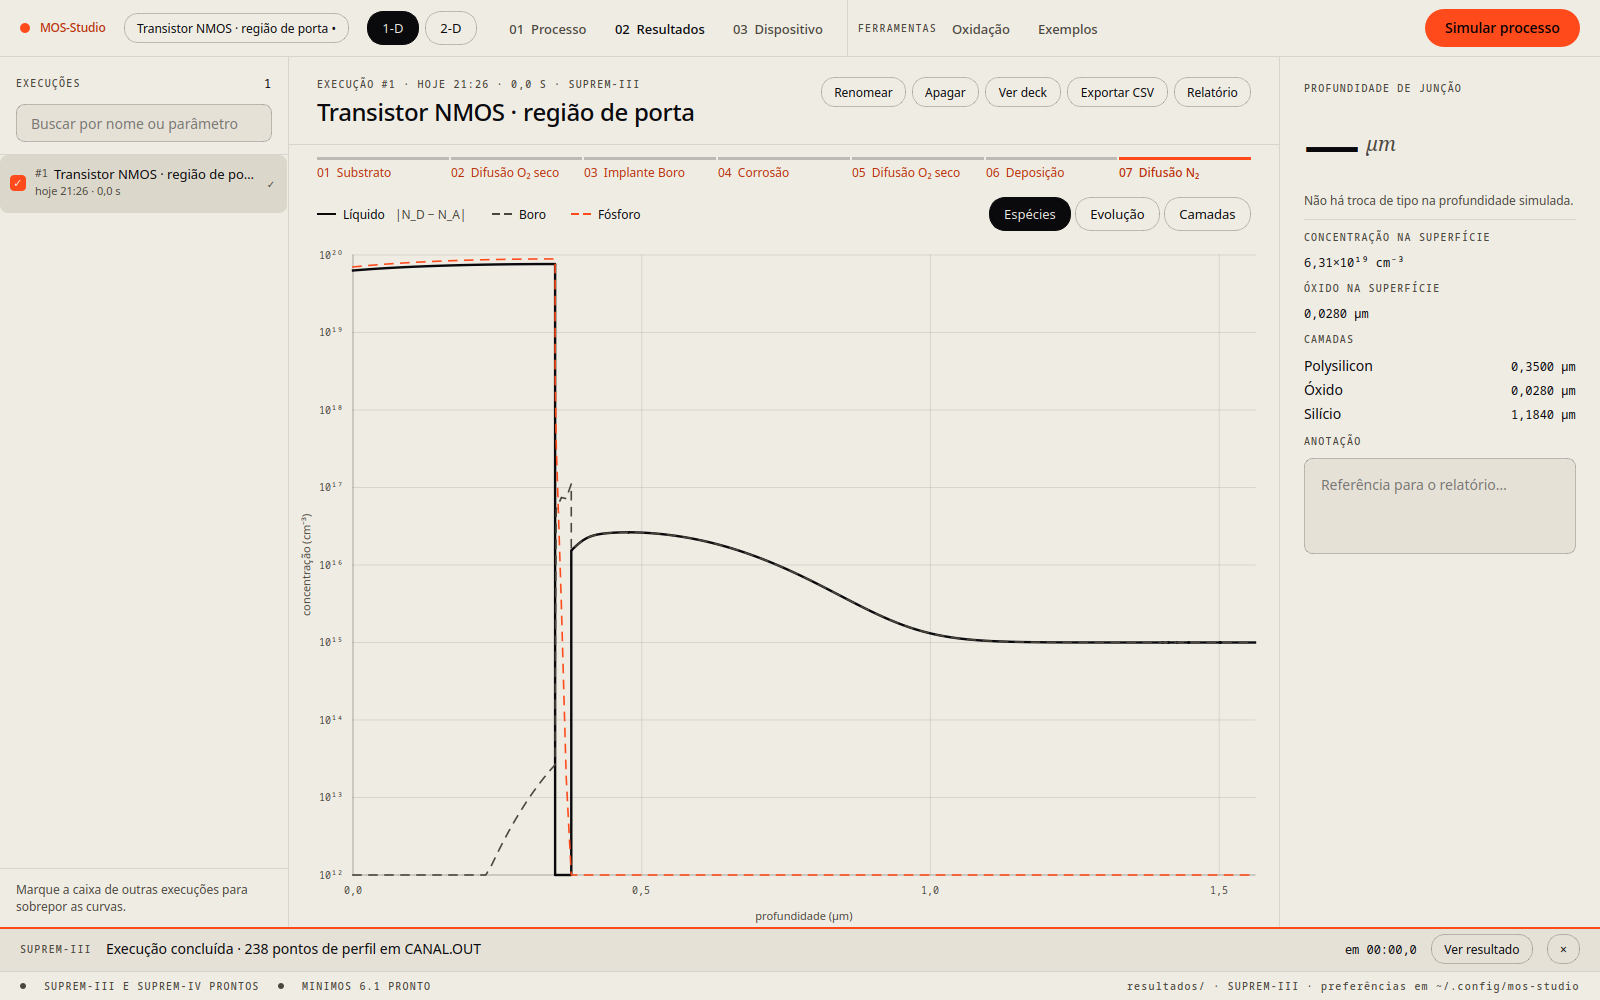 MOS-Studio
Transistor NMOS · região de porta •
1-D
2-D
01 Processo
02 Resultados
03 Dispositivo
FERRAMENTAS
Oxidação
Exemplos
Simular processo
EXECUÇÕES
1
Buscar por nome ou parâmetro
#1 Transistor NMOS · região de po...
hoje 21:26 · 0,0 s
✓
Marque a caixa de outras execuções para
sobrepor as curvas.
EXECUÇÃO #1 · HOJE 21:26 · 0,0 S · SUPREM-III
Transistor NMOS · região de porta
Renomear
Apagar
Ver deck
Exportar CSV
Relatório
01 Substrato
02 Difusão O₂ seco
03 Implante Boro
04 Corrosão
05 Difusão O₂ seco
06 Deposição
07 Difusão N₂
Líquido |N_D − N_A|
Boro
Fósforo
Espécies
Evolução
Camadas
10²⁰
10¹⁹
10¹⁸
10¹⁷
10¹⁶
10¹⁵
10¹⁴
10¹³
10¹²
concentração (cm⁻³)
0,0
0,5
1,0
1,5
profundidade (µm)
PROFUNDIDADE DE JUNÇÃO
— µm
Não há troca de tipo na profundidade simulada.
CONCENTRAÇÃO NA SUPERFÍCIE
6,31×10¹⁹ cm⁻³
ÓXIDO NA SUPERFÍCIE
0,0280 µm
CAMADAS
Polysilicon 0,3500 µm
Óxido 0,0280 µm
Silício 1,1840 µm
ANOTAÇÃO
Referência para o relatório...
SUPREM-III Execução concluída · 238 pontos de perfil em CANAL.OUT
em 00:00,0
Ver resultado
×
SUPREM-III E SUPREM-IV PRONTOS
MINIMOS 6.1 PRONTO
resultados/ · SUPREM-III · preferências em ~/.config/mos-studio